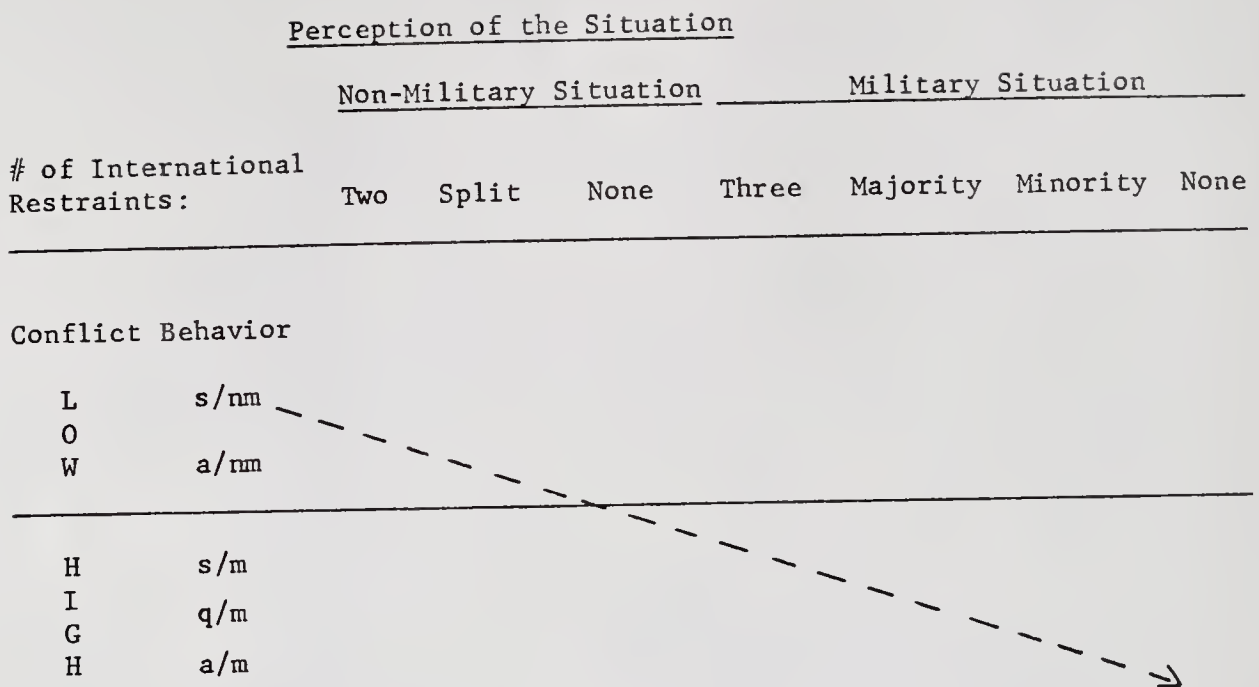 Perception of the Situation
Non-Military Situation Military Situation
# of International
Restraints: Two Split None Three Majority Minority None
Conflict Behavior
L s/nm
O
W a/nm
H s/m
I q/m
G
H a/m